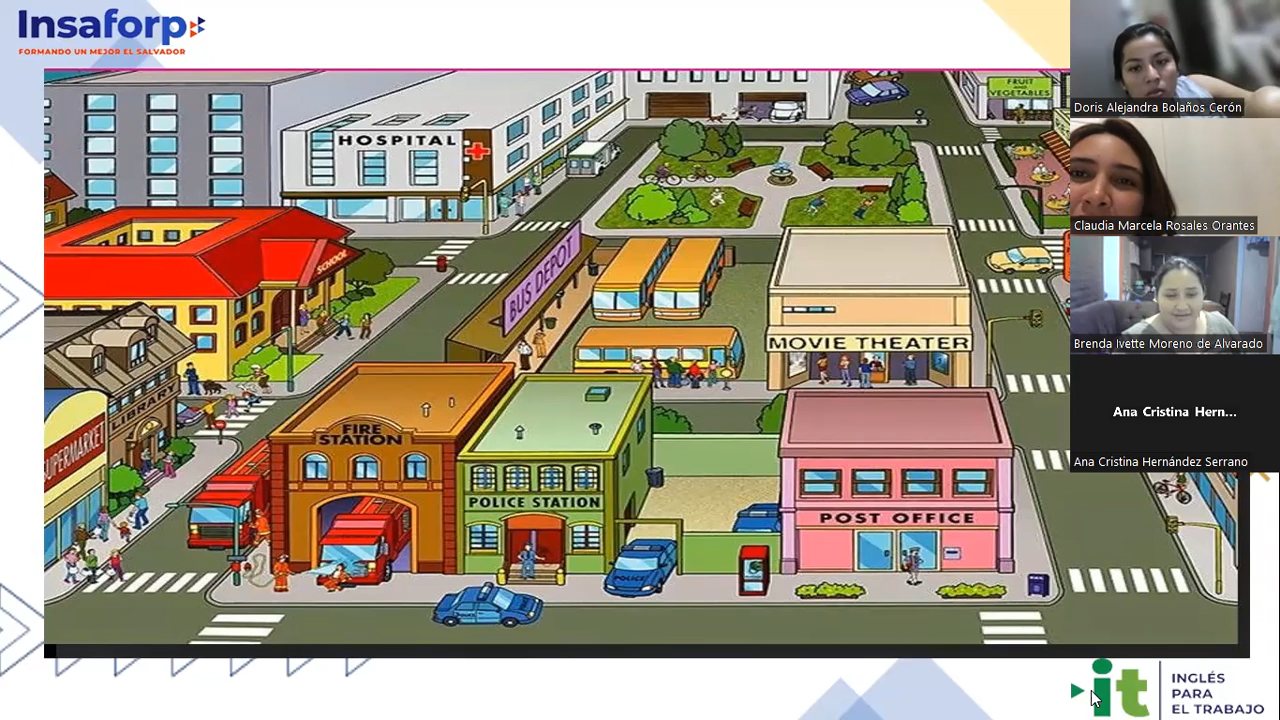 Insaforp
FORMANDO UN MEJOR EL SALVADOR
HOSPITAL
FRUIT
AND
VEGETABLES
SCHOOL
BUS DEPOT
MOVIE THEATER
LIBRARY
SUPERMARKET
FIRE
STATION
POLICE STATION
POST OFFICE
POLICE
Doris Alejandra Bolaños Cerón
Claudia Marcela Rosales Orantes
Brenda Ivette Moreno de Alvarado
Ana Cristina Hern...
Ana Cristina Hernández Serrano
it
INGLÉS
PARA
EL TRABAJO